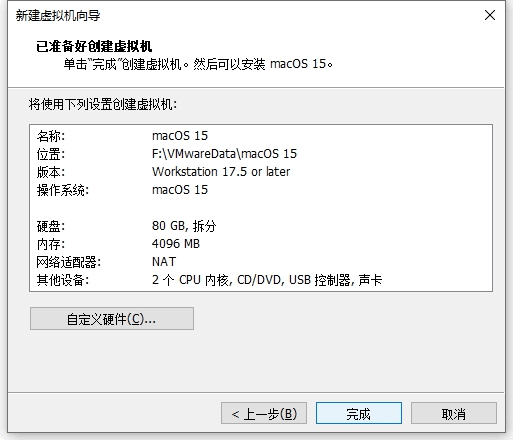 新建虚拟机向导
已准备好创建虚拟机
单击“完成”创建虚拟机。然后可以安装 macOS 15。
将使用下列设置创建虚拟机:
名称: macOS 15
位置: F:\VMwareData\macOS 15
版本: Workstation 17.5 or later
操作系统: macOS 15
硬盘: 80 GB, 拆分
内存: 4096 MB
网络适配器: NAT
其他设备: 2 个 CPU 内核, CD/DVD, USB 控制器, 声卡
自定义硬件(C)...
< 上一步(B) 完成 取消